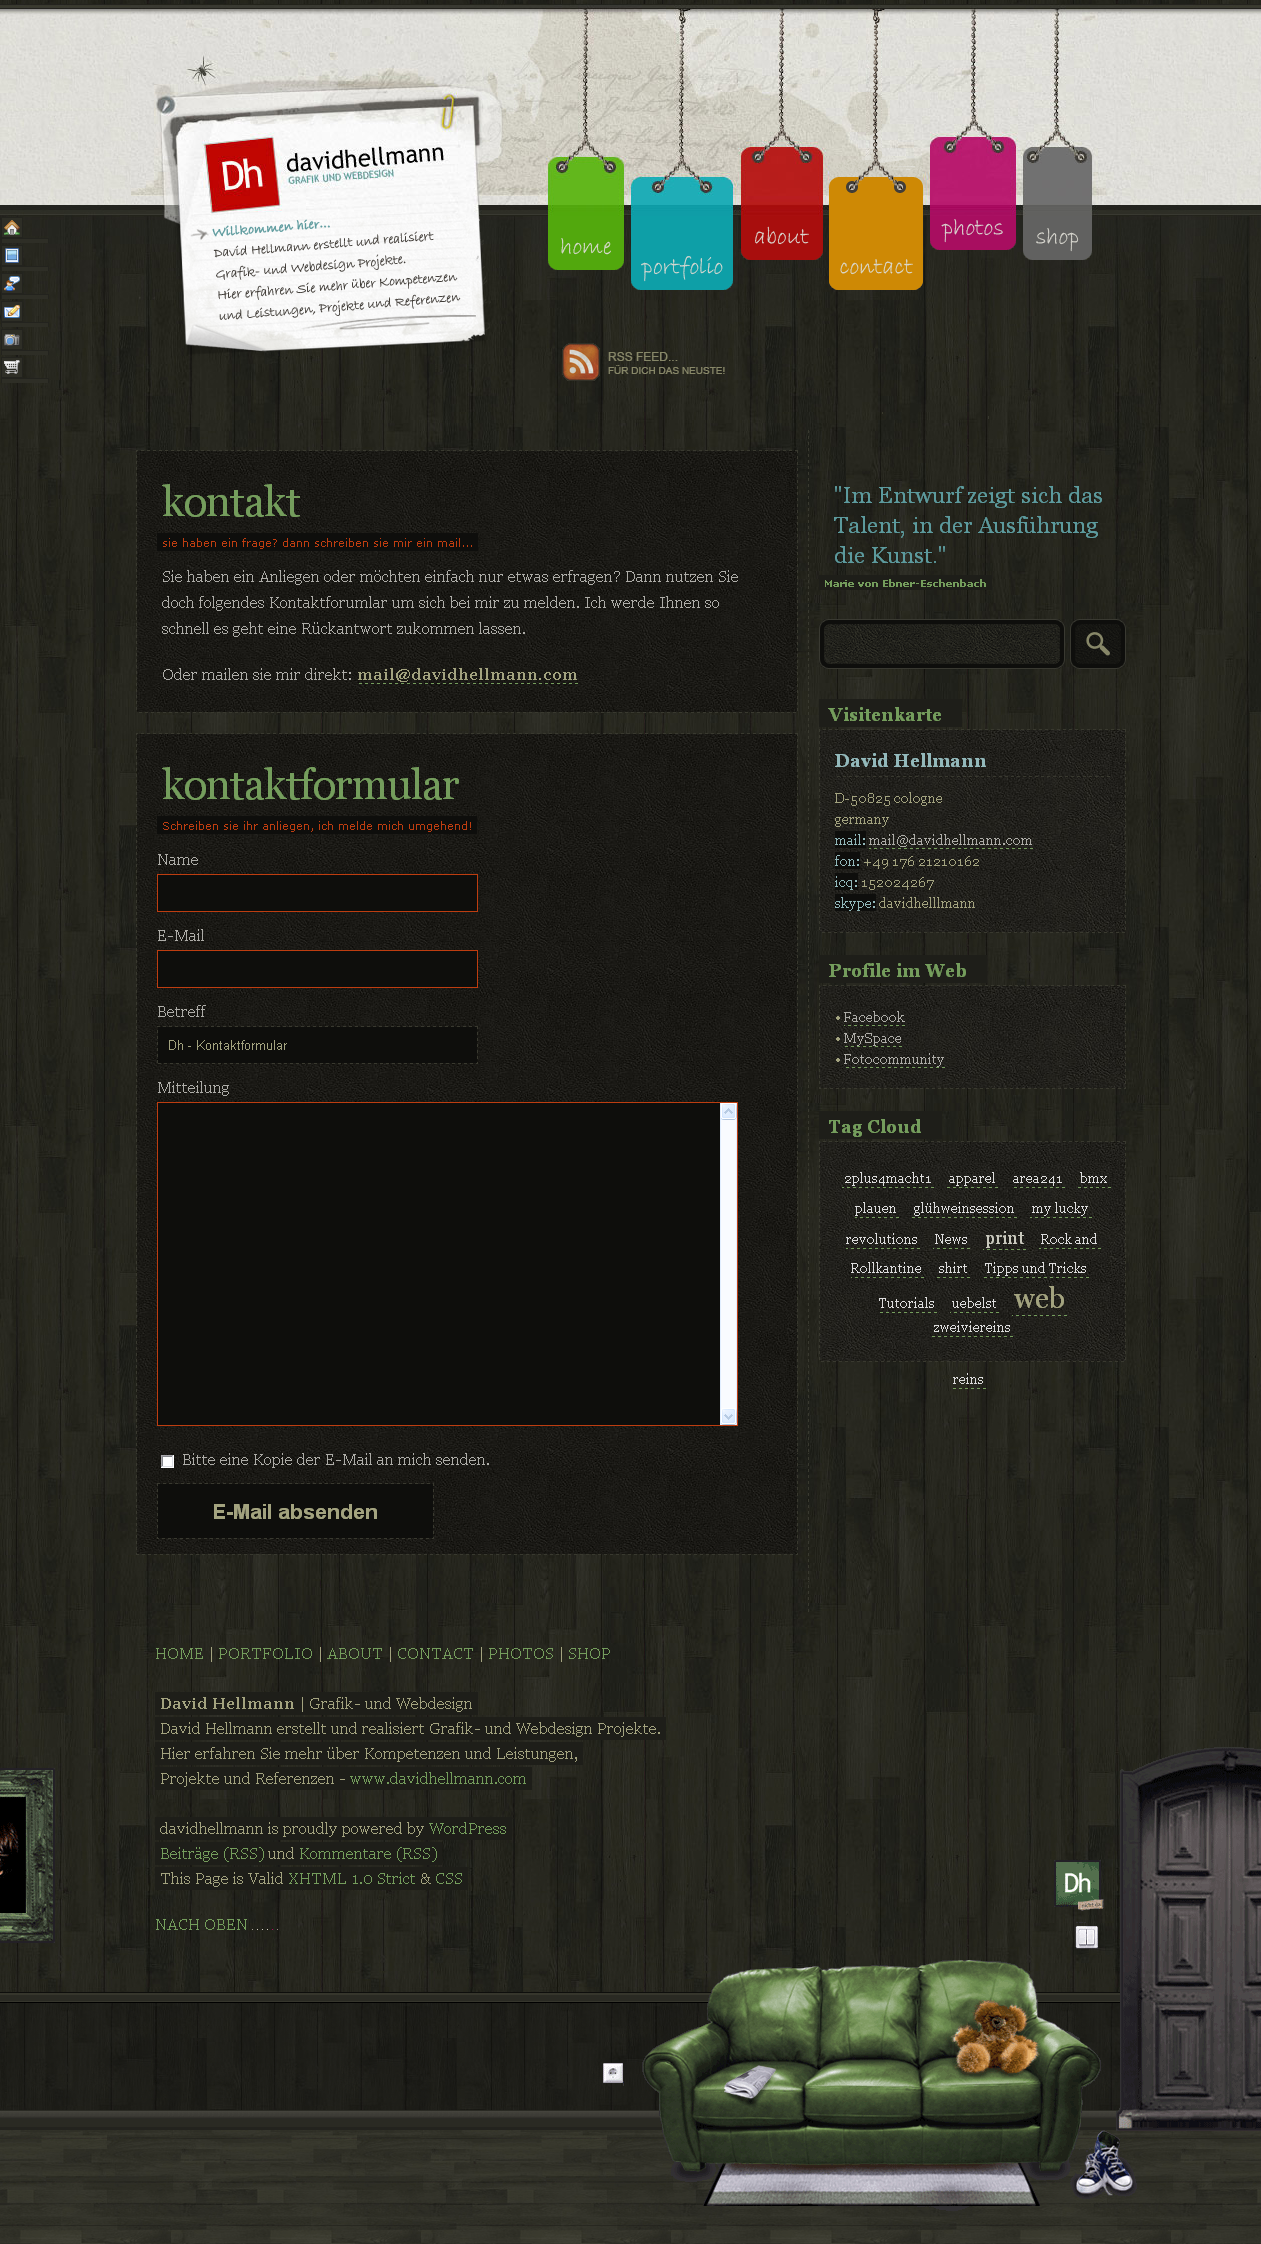 Dh davidhellmann
GRAFIK UND WEBDESIGN
Willkommen hier...
David Hellmann erstellt und realisiert
Grafik- und Webdesign Projekte.
Hier erfahren Sie mehr über Kompetenzen
und Leistungen, Projekte und Referenzen
home
portfolio
about
contact
photos
shop
RSS FEED...
FÜR DICH DAS NEUSTE!
kontakt
sie haben ein frage? dann schreiben sie mir ein mail...
Sie haben ein Anliegen oder möchten einfach nur etwas erfragen? Dann nutzen Sie
doch folgendes Kontaktforumlar um sich bei mir zu melden. Ich werde Ihnen so
schnell es geht eine Rückantwort zukommen lassen.
Oder mailen sie mir direkt: mail@davidhellmann.com
kontaktformular
Schreiben sie ihr anliegen, ich melde mich umgehend!
Name
E-Mail
Betreff
Dh - Kontaktformular
Mitteilung
Bitte eine Kopie der E-Mail an mich senden.
E-Mail absenden
"Im Entwurf zeigt sich das
Talent, in der Ausführung
die Kunst."
Marie von Ebner-Eschenbach
Visitenkarte
David Hellmann
D-50825 cologne
germany
mail: mail@davidhellmann.com
fon: +49 176 21210162
icq: 152024267
skype: davidhelllmann
Profile im Web
• Facebook
• MySpace
• Fotocommunity
Tag Cloud
2plus4macht1 apparel area241 bmx
plauen glühweinsession my lucky
revolutions News print Rock and
Rollkantine shirt Tipps und Tricks
Tutorials uebelst web
zweiviereins
reins
HOME | PORTFOLIO | ABOUT | CONTACT | PHOTOS | SHOP
David Hellmann | Grafik- und Webdesign
David Hellmann erstellt und realisiert Grafik- und Webdesign Projekte.
Hier erfahren Sie mehr über Kompetenzen und Leistungen,
Projekte und Referenzen - www.davidhellmann.com
davidhellmann is proudly powered by WordPress
Beiträge (RSS) und Kommentare (RSS)
This Page is Valid XHTML 1.0 Strict & CSS
NACH OBEN ......
Dh